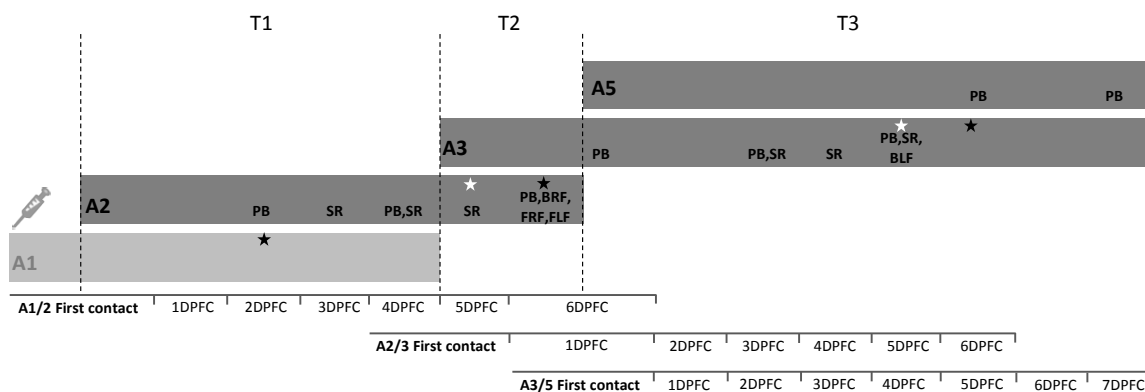 T1 T2 T3
A5 PB PB
A3 PB PB,SR SR PB,SR,
BLF
A2 PB SR PB,SR SR PB,BRF,
FRF,FLF
A1
A1/2 First contact 1DPFC 2DPFC 3DPFC 4DPFC 5DPFC 6DPFC
A2/3 First contact 1DPFC 2DPFC 3DPFC 4DPFC 5DPFC 6DPFC
A3/5 First contact 1DPFC 2DPFC 3DPFC 4DPFC 5DPFC 6DPFC 7DPFC